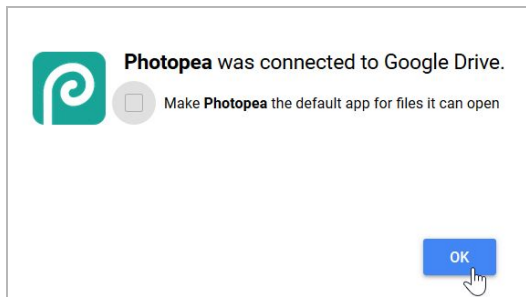 Photopea was connected to Google Drive.
Make Photopea the default app for files it can open
OK